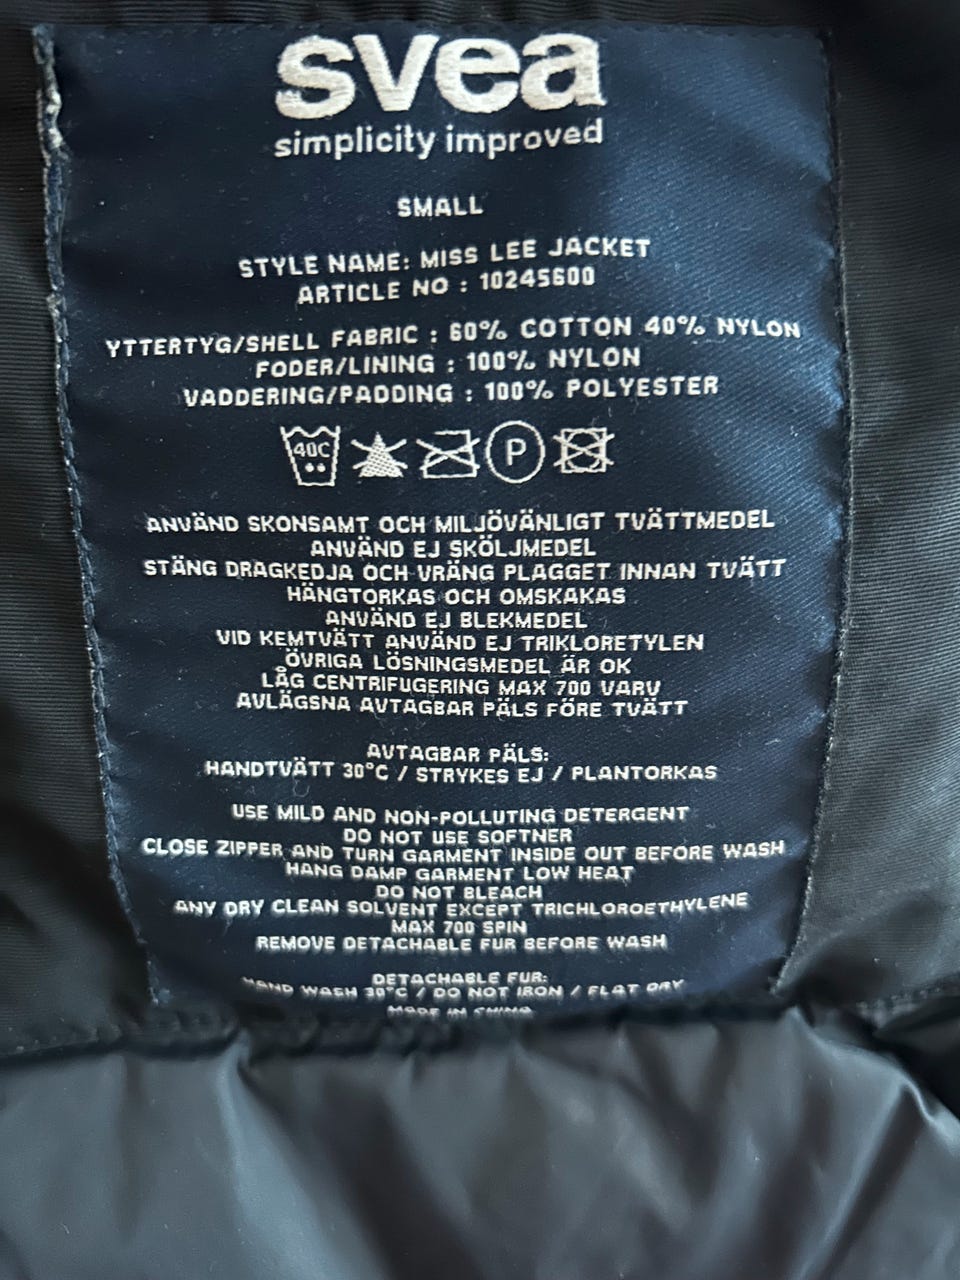 svea
simplicity improved
SMALL
STYLE NAME: MISS LEE JACKET
ARTICLE NO : 10245600
YTTERTYG/SHELL FABRIC : 60% COTTON 40% NYLON
FODER/LINING : 100% NYLON
VADDERING/PADDING : 100% POLYESTER
40C P
ANVÄND SKONSAMT OCH MILJÖVÄNLIGT TVÄTTMEDEL
ANVÄND EJ SKÖLJMEDEL
STÄNG DRAGKEDJA OCH VRÄNG PLAGGET INNAN TVÄTT
HÄNGTORKAS OCH OMSKAKAS
ANVÄND EJ BLEKMEDEL
VID KEMTVÄTT ANVÄND EJ TRIKLORETYLEN
ÖVRIGA LÖSNINGSMEDEL ÄR OK
LÅG CENTRIFUGERING MAX 700 VARV
AVLÄGSNA AVTAGBAR PÄLS FÖRE TVÄTT
AVTAGBAR PÄLS:
HANDTVÄTT 30°C / STRYKES EJ / PLANTORKAS
USE MILD AND NON-POLLUTING DETERGENT
DO NOT USE SOFTNER
CLOSE ZIPPER AND TURN GARMENT INSIDE OUT BEFORE WASH
HANG DAMP GARMENT LOW HEAT
DO NOT BLEACH
ANY DRY CLEAN SOLVENT EXCEPT TRICHLOROETHYLENE
MAX 700 SPIN
REMOVE DETACHABLE FUR BEFORE WASH
DETACHABLE FUR:
HAND WASH 30°C / DO NOT IRON / FLAT DRY
MADE IN CHINA